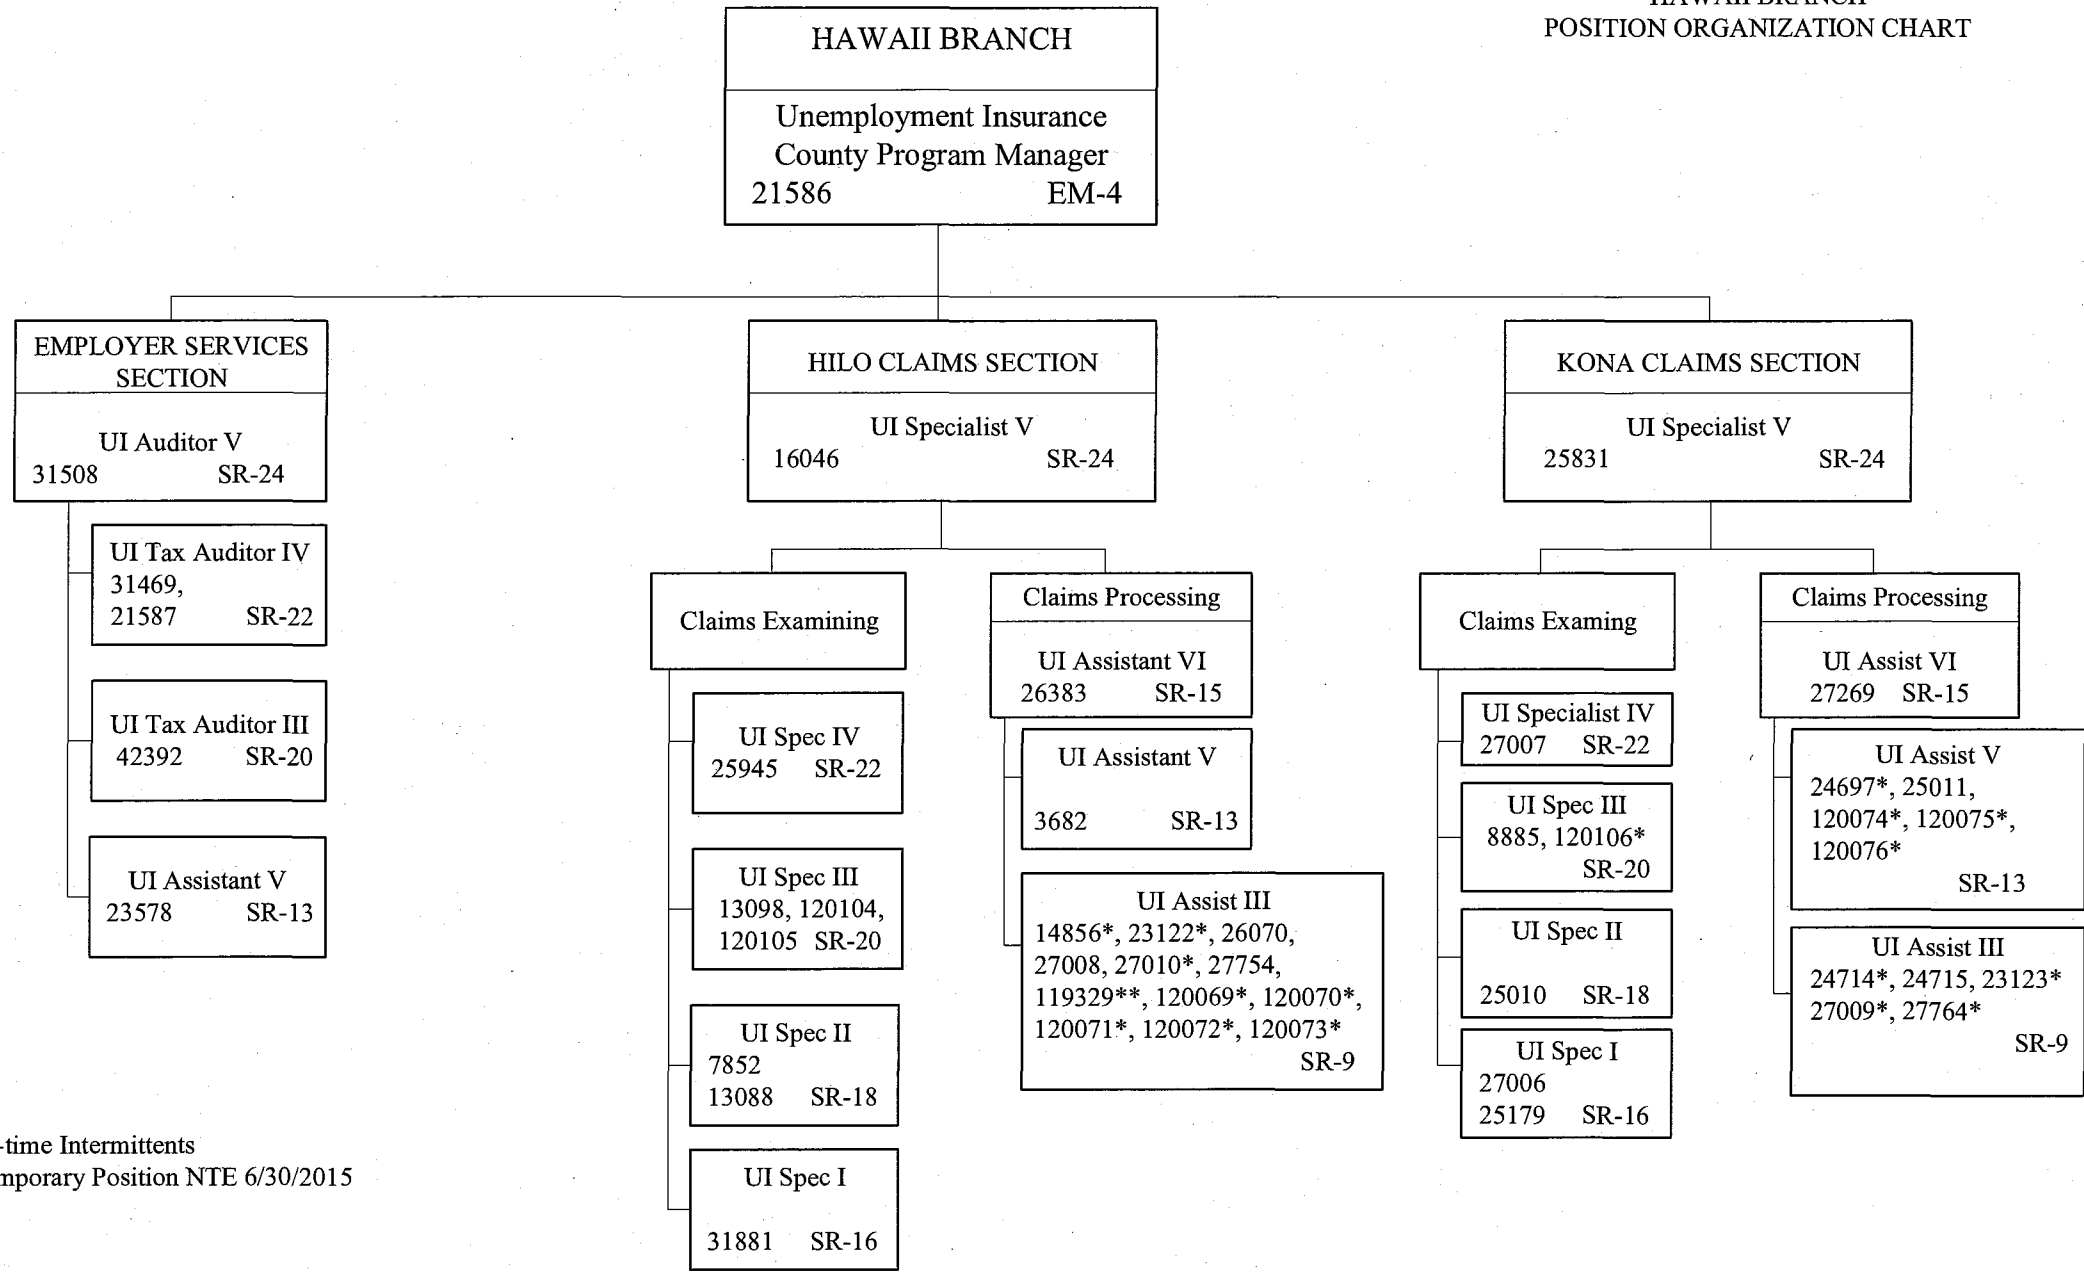 HAWAII BRANCH
POSITION ORGANIZATION CHART
HAWAII BRANCH
Unemployment Insurance
County Program Manager
21586 EM-4
EMPLOYER SERVICES
SECTION
UI Auditor V
31508 SR-24
UI Tax Auditor IV
31469,
21587 SR-22
UI Tax Auditor III
42392 SR-20
UI Assistant V
23578 SR-13
HILO CLAIMS SECTION
UI Specialist V
16046 SR-24
Claims Examining
UI Spec IV
25945 SR-22
UI Spec III
13098, 120104,
120105 SR-20
UI Spec II
7852
13088 SR-18
UI Spec I
31881 SR-16
Claims Processing
UI Assistant VI
26383 SR-15
UI Assistant V
3682 SR-13
UI Assist III
14856*, 23122*, 26070,
27008, 27010*, 27754,
119329**, 120069*, 120070*,
120071*, 120072*, 120073*
SR-9
KONA CLAIMS SECTION
UI Specialist V
25831 SR-24
Claims Examing
UI Specialist IV
27007 SR-22
UI Spec III
8885, 120106*
SR-20
UI Spec II
25010 SR-18
UI Spec I
27006
25179 SR-16
Claims Processing
UI Assist VI
27269 SR-15
UI Assist V
24697*, 25011,
120074*, 120075*,
120076*
SR-13
UI Assist III
24714*, 24715, 23123*
27009*, 27764*
SR-9
-time Intermittents
mporary Position NTE 6/30/2015